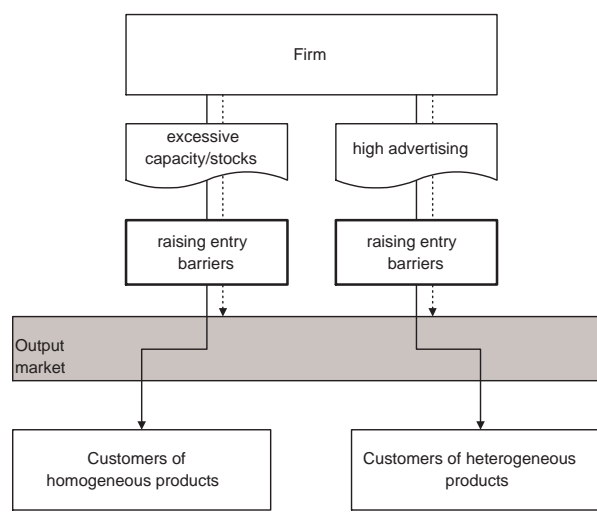 Firm
excessive
capacity/stocks
high advertising
raising entry
barriers
raising entry
barriers
Output
market
Customers of
homogeneous products
Customers of heterogeneous
products